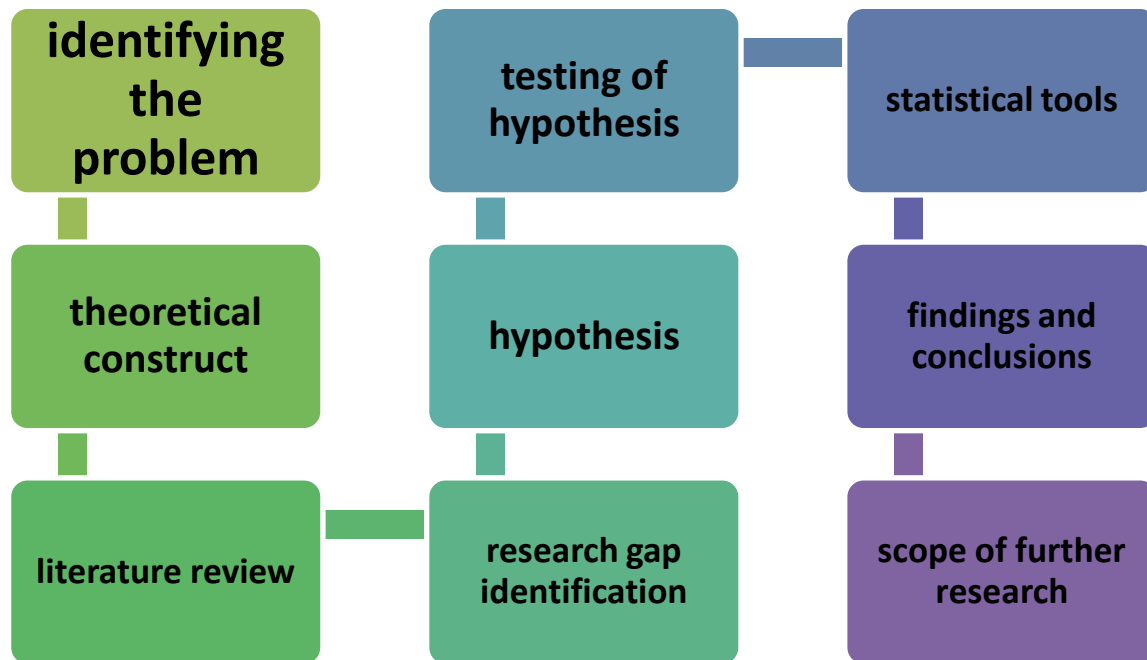 identifying
the
problem
theoretical
construct
literature review
research gap
identification
hypothesis
testing of
hypothesis
statistical tools
findings and
conclusions
scope of further
research